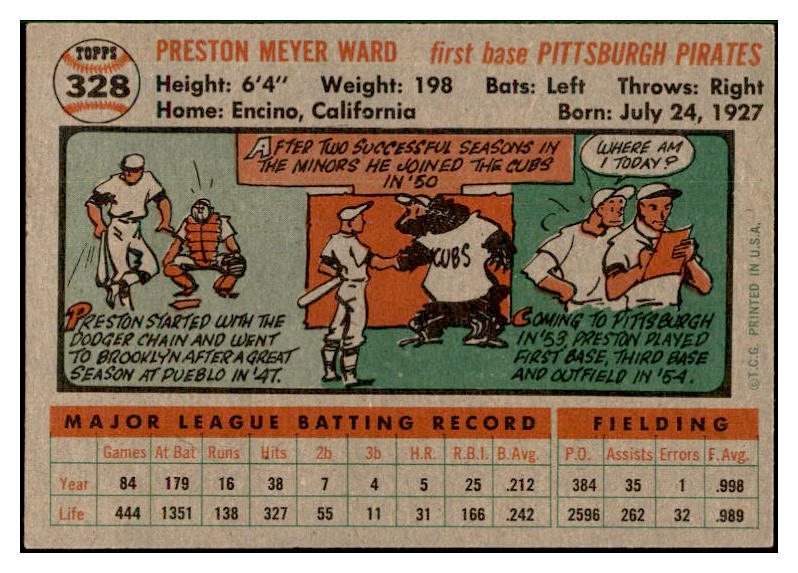 TOPPS
328
PRESTON MEYER WARD first base PITTSBURGH PIRATES
Height: 6'4" Weight: 198 Bats: Left Throws: Right
Home: Encino, California Born: July 24, 1927
AFTER TWO SUCCESSFUL SEASONS IN
THE MINORS HE JOINED THE CUBS
IN '50
WHERE AM
I TODAY?
CUBS
PRESTON STARTED WITH THE
DODGER CHAIN AND WENT
TO BROOKLYN AFTER A GREAT
SEASON AT PUEBLO IN '47.
COMING TO PITTSBURGH
IN '53, PRESTON PLAYED
FIRST BASE, THIRD BASE
AND OUTFIELD IN '54.
©T.C.G. PRINTED IN U.S.A.
MAJOR LEAGUE BATTING RECORD FIELDING
Games At Bat Runs Hits 2b 3b H.R. R.B.I. B.Avg. P.O. Assists Errors F.Avg.
Year 84 179 16 38 7 4 5 25 .212 384 35 1 .998
Life 444 1351 138 327 55 11 31 166 .242 2596 262 32 .989